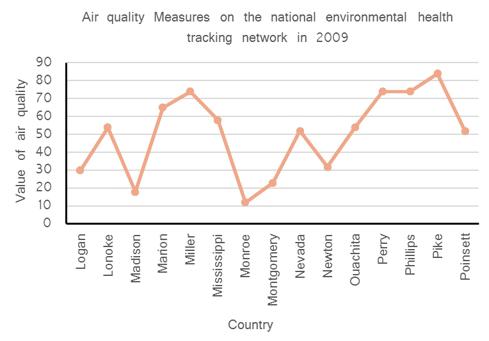 Air quality Measures on the national environmental health
tracking network in 2009
Value of air quality
90
80
70
60
50
40
30
20
10
0
Logan
Lonoke
Madison
Marion
Miller
Mississippi
Monroe
Montgomery
Nevada
Newton
Ouachita
Perry
Phillips
Pike
Poinsett
Country